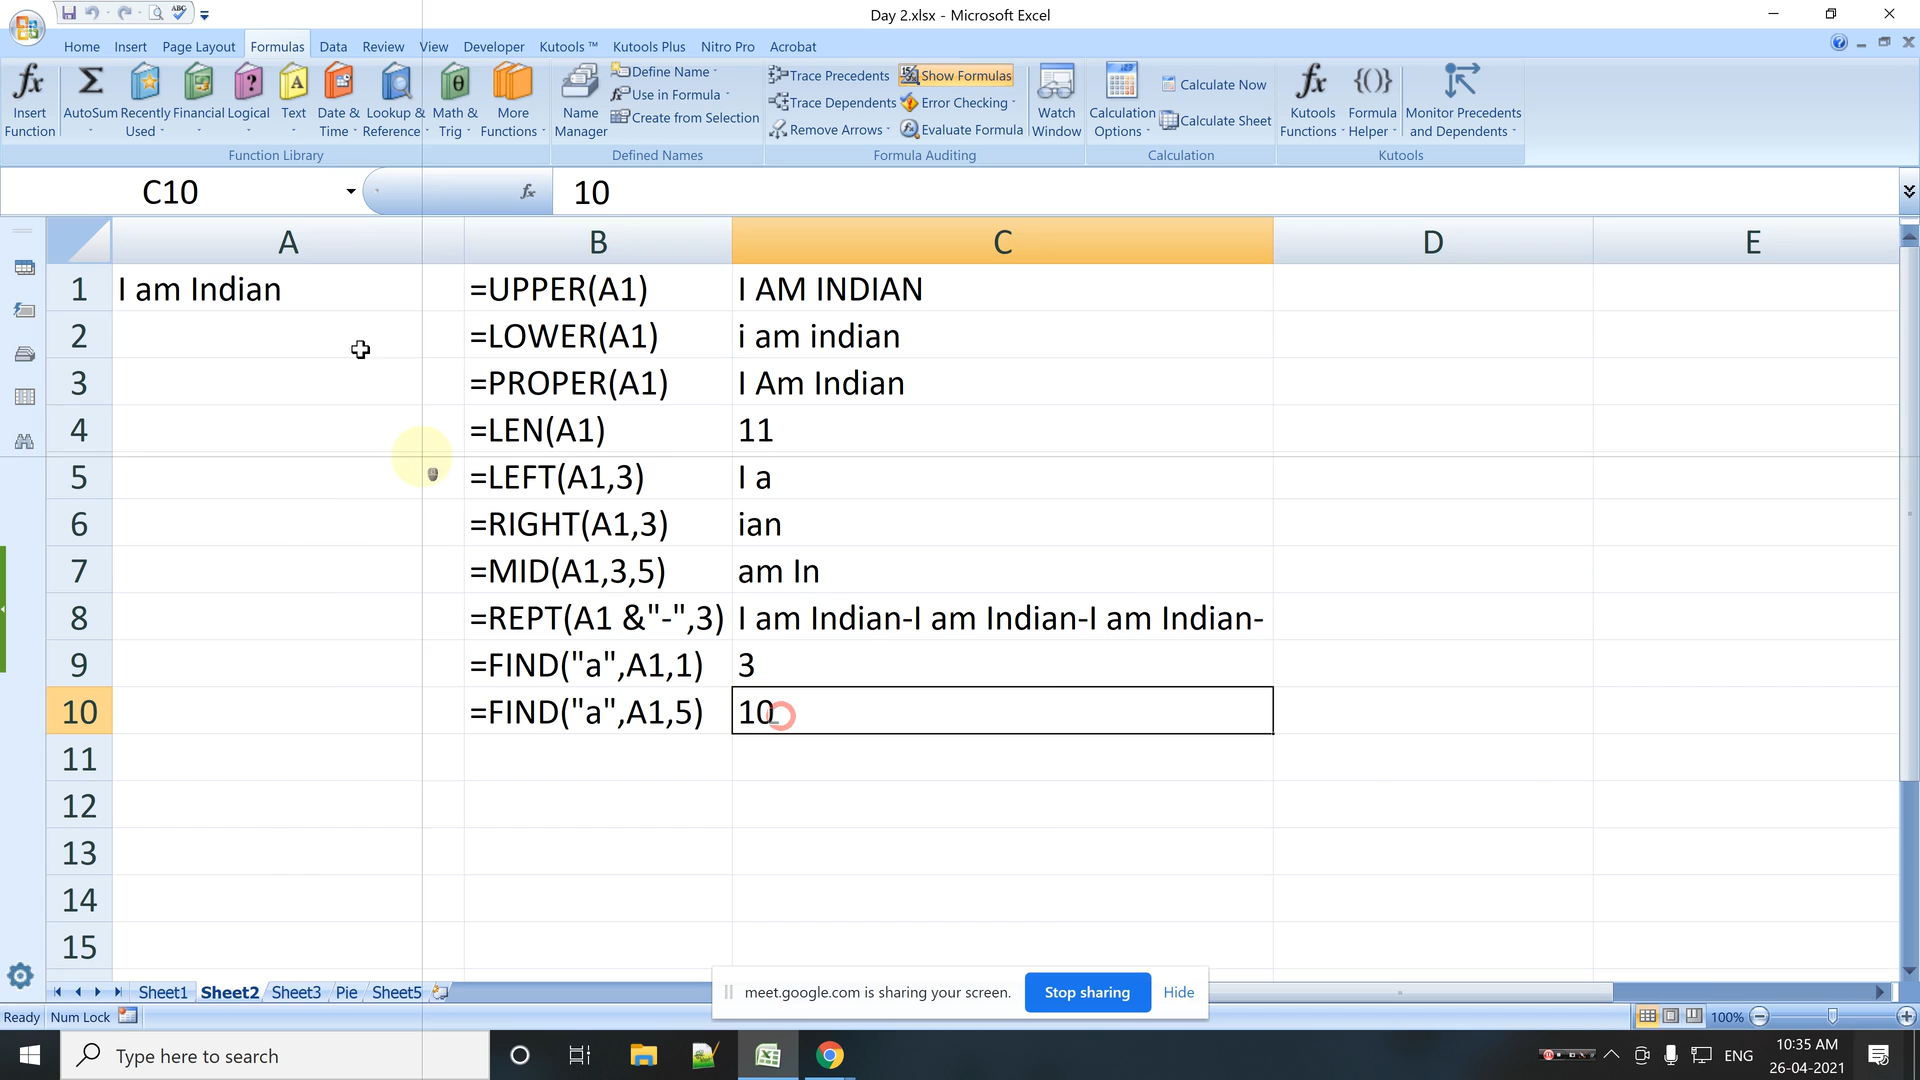 Day 2.xlsx - Microsoft Excel
Home Insert Page Layout Formulas Data Review View Developer Kutools ™ Kutools Plus Nitro Pro Acrobat
Insert Function
AutoSum
Recently Used
Financial
Logical
Text
Date & Time
Lookup & Reference
Math & Trig
More Functions
Function Library
Name Manager
Define Name
Use in Formula
Create from Selection
Defined Names
Trace Precedents
Trace Dependents
Remove Arrows
Show Formulas
Error Checking
Evaluate Formula
Formula Auditing
Watch Window
Calculation Options
Calculate Now
Calculate Sheet
Calculation
Kutools Functions
Formula Helper
Monitor Precedents and Dependents
Kutools
C10 fx 10
A B C D E
1 I am Indian =UPPER(A1) I AM INDIAN
2 =LOWER(A1) i am indian
3 =PROPER(A1) I Am Indian
4 =LEN(A1) 11
5 =LEFT(A1,3) I a
6 =RIGHT(A1,3) ian
7 =MID(A1,3,5) am In
8 =REPT(A1 &"-",3) I am Indian-I am Indian-I am Indian-
9 =FIND("a",A1,1) 3
10 =FIND("a",A1,5) 10
11
12
13
14
15
Sheet1 Sheet2 Sheet3 Pie Sheet5
meet.google.com is sharing your screen. Stop sharing Hide
Ready Num Lock 100%
Type here to search
ENG
10:35 AM
26-04-2021